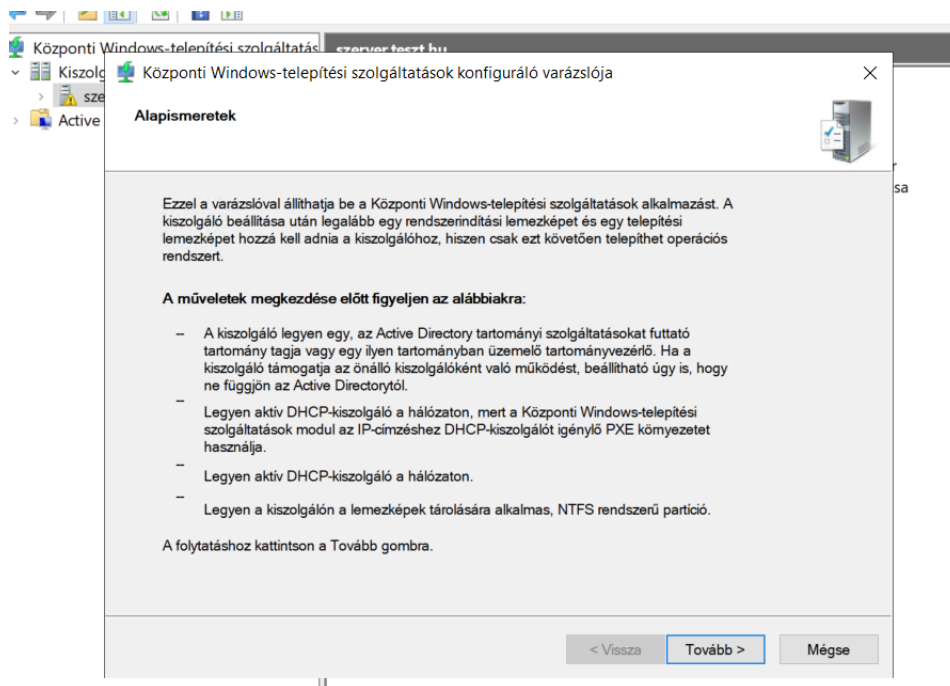 Központi Windows-telepítési szolgáltatás
szerver.teszt.hu
Kiszolg
Központi Windows-telepítési szolgáltatások konfiguráló varázslója
sze
Active
Alapismeretek
r
sa
Ezzel a varázslóval állíthatja be a Központi Windows-telepítési szolgáltatások alkalmazást. A
kiszolgáló beállítása után legalább egy rendszerindítási lemezképet és egy telepítési
lemezképet hozzá kell adnia a kiszolgálóhoz, hiszen csak ezt követően telepíthet operációs
rendszert.
A műveletek megkezdése előtt figyeljen az alábbiakra:
– A kiszolgáló legyen egy, az Active Directory tartományi szolgáltatásokat futtató
tartomány tagja vagy egy ilyen tartományban üzemelő tartományvezérlő. Ha a
kiszolgáló támogatja az önálló kiszolgálóként való működést, beállítható úgy is, hogy
ne függjön az Active Directorytól.
–
Legyen aktív DHCP-kiszolgáló a hálózaton, mert a Központi Windows-telepítési
szolgáltatások modul az IP-címzéshez DHCP-kiszolgálót igénylő PXE környezetet
használja.
–
Legyen aktív DHCP-kiszolgáló a hálózaton.
–
Legyen a kiszolgálón a lemezképek tárolására alkalmas, NTFS rendszerű partíció.
A folytatáshoz kattintson a Tovább gombra.
< Vissza
Tovább >
Mégse